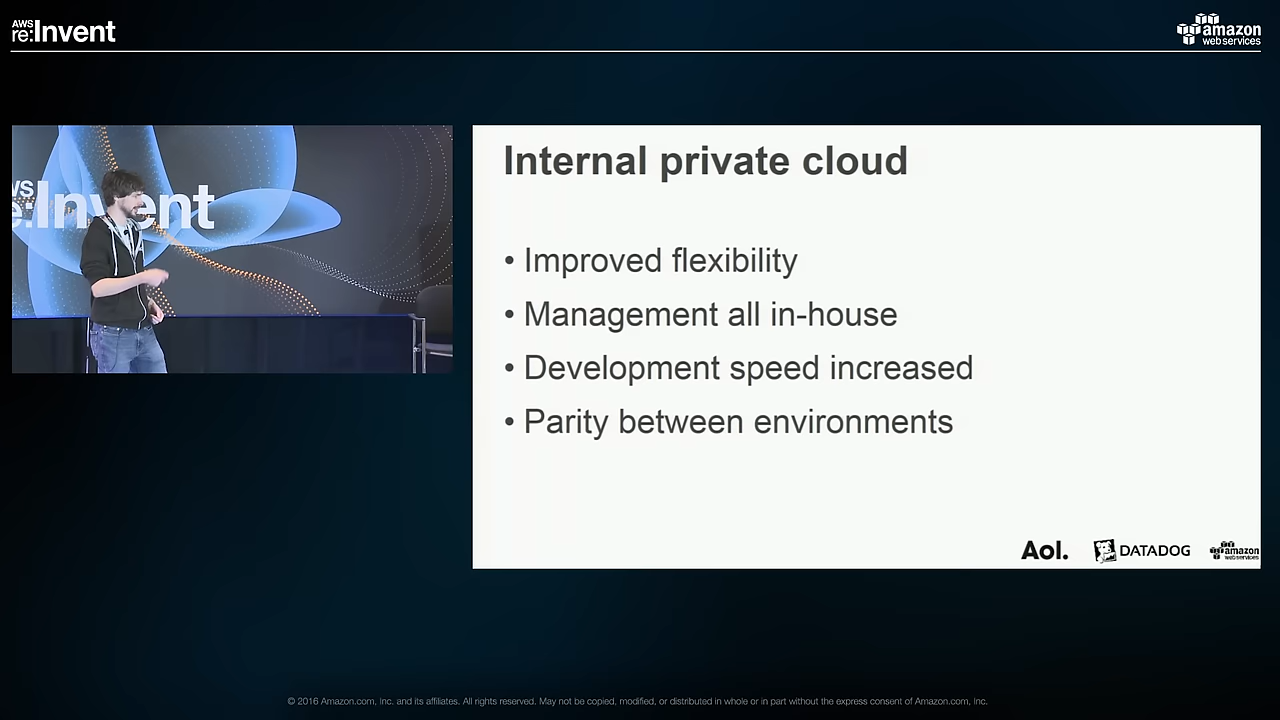 AWS
re:Invent
amazon
webservices
WS
e:Invent
Internal private cloud
• Improved flexibility
• Management all in-house
• Development speed increased
• Parity between environments
Aol.
DATADOG
amazon
webservices
© 2016 Amazon.com, Inc. and its affiliates. All rights reserved. May not be copied, modified, or distributed in whole or in part without the express consent of Amazon.com, Inc.